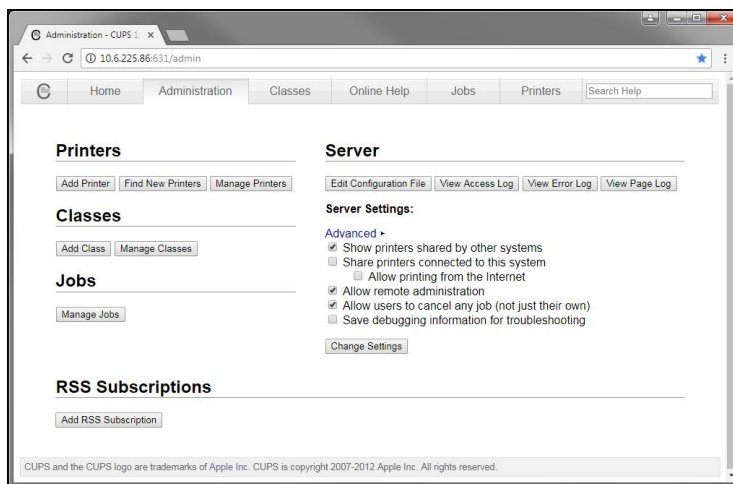 Administration - CUPS 1.
10.6.225.86:631/admin
Home Administration Classes Online Help Jobs Printers Search Help
Printers
Add Printer Find New Printers Manage Printers
Classes
Add Class Manage Classes
Jobs
Manage Jobs
Server
Edit Configuration File View Access Log View Error Log View Page Log
Server Settings:
Advanced
Show printers shared by other systems
Share printers connected to this system
Allow printing from the Internet
Allow remote administration
Allow users to cancel any job (not just their own)
Save debugging information for troubleshooting
Change Settings
RSS Subscriptions
Add RSS Subscription
CUPS and the CUPS logo are trademarks of Apple Inc. CUPS is copyright 2007-2012 Apple Inc. All rights reserved.